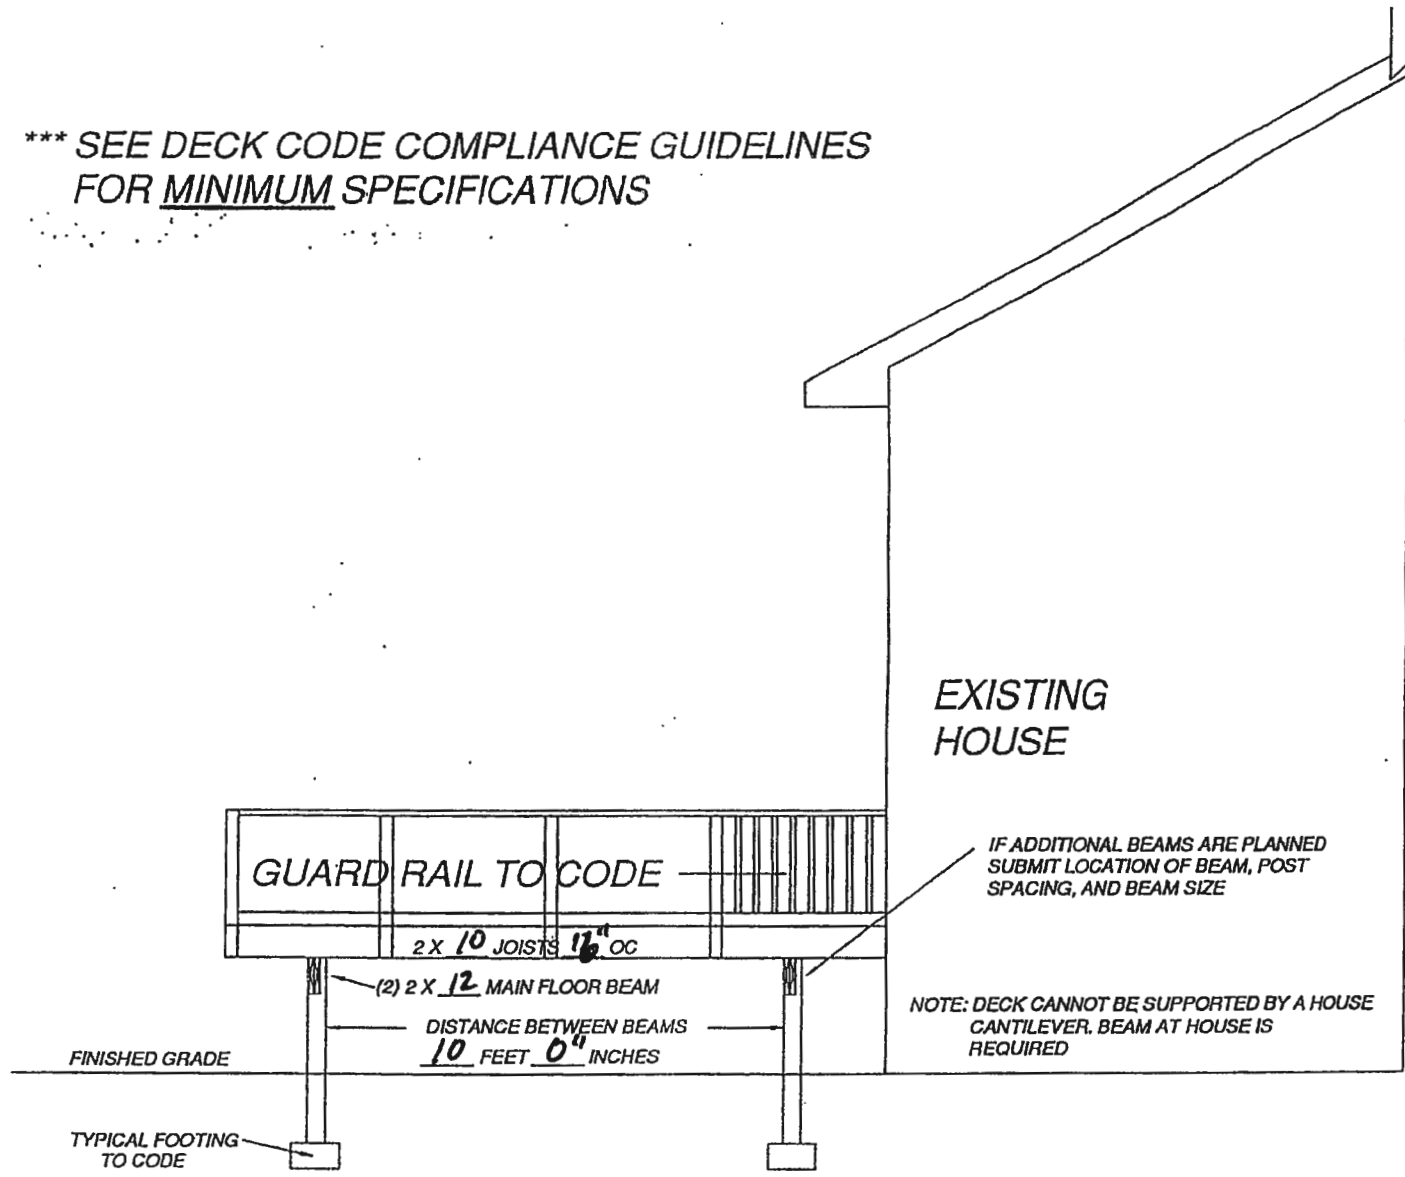 *** SEE DECK CODE COMPLIANCE GUIDELINES
FOR MINIMUM SPECIFICATIONS
EXISTING
HOUSE
GUARD RAIL TO CODE
IF ADDITIONAL BEAMS ARE PLANNED
SUBMIT LOCATION OF BEAM, POST
SPACING, AND BEAM SIZE
2 X 10 JOISTS 16" OC
(2) 2 X 12 MAIN FLOOR BEAM
NOTE: DECK CANNOT BE SUPPORTED BY A HOUSE
CANTILEVER. BEAM AT HOUSE IS
REQUIRED
DISTANCE BETWEEN BEAMS
10 FEET 0" INCHES
FINISHED GRADE
TYPICAL FOOTING
TO CODE